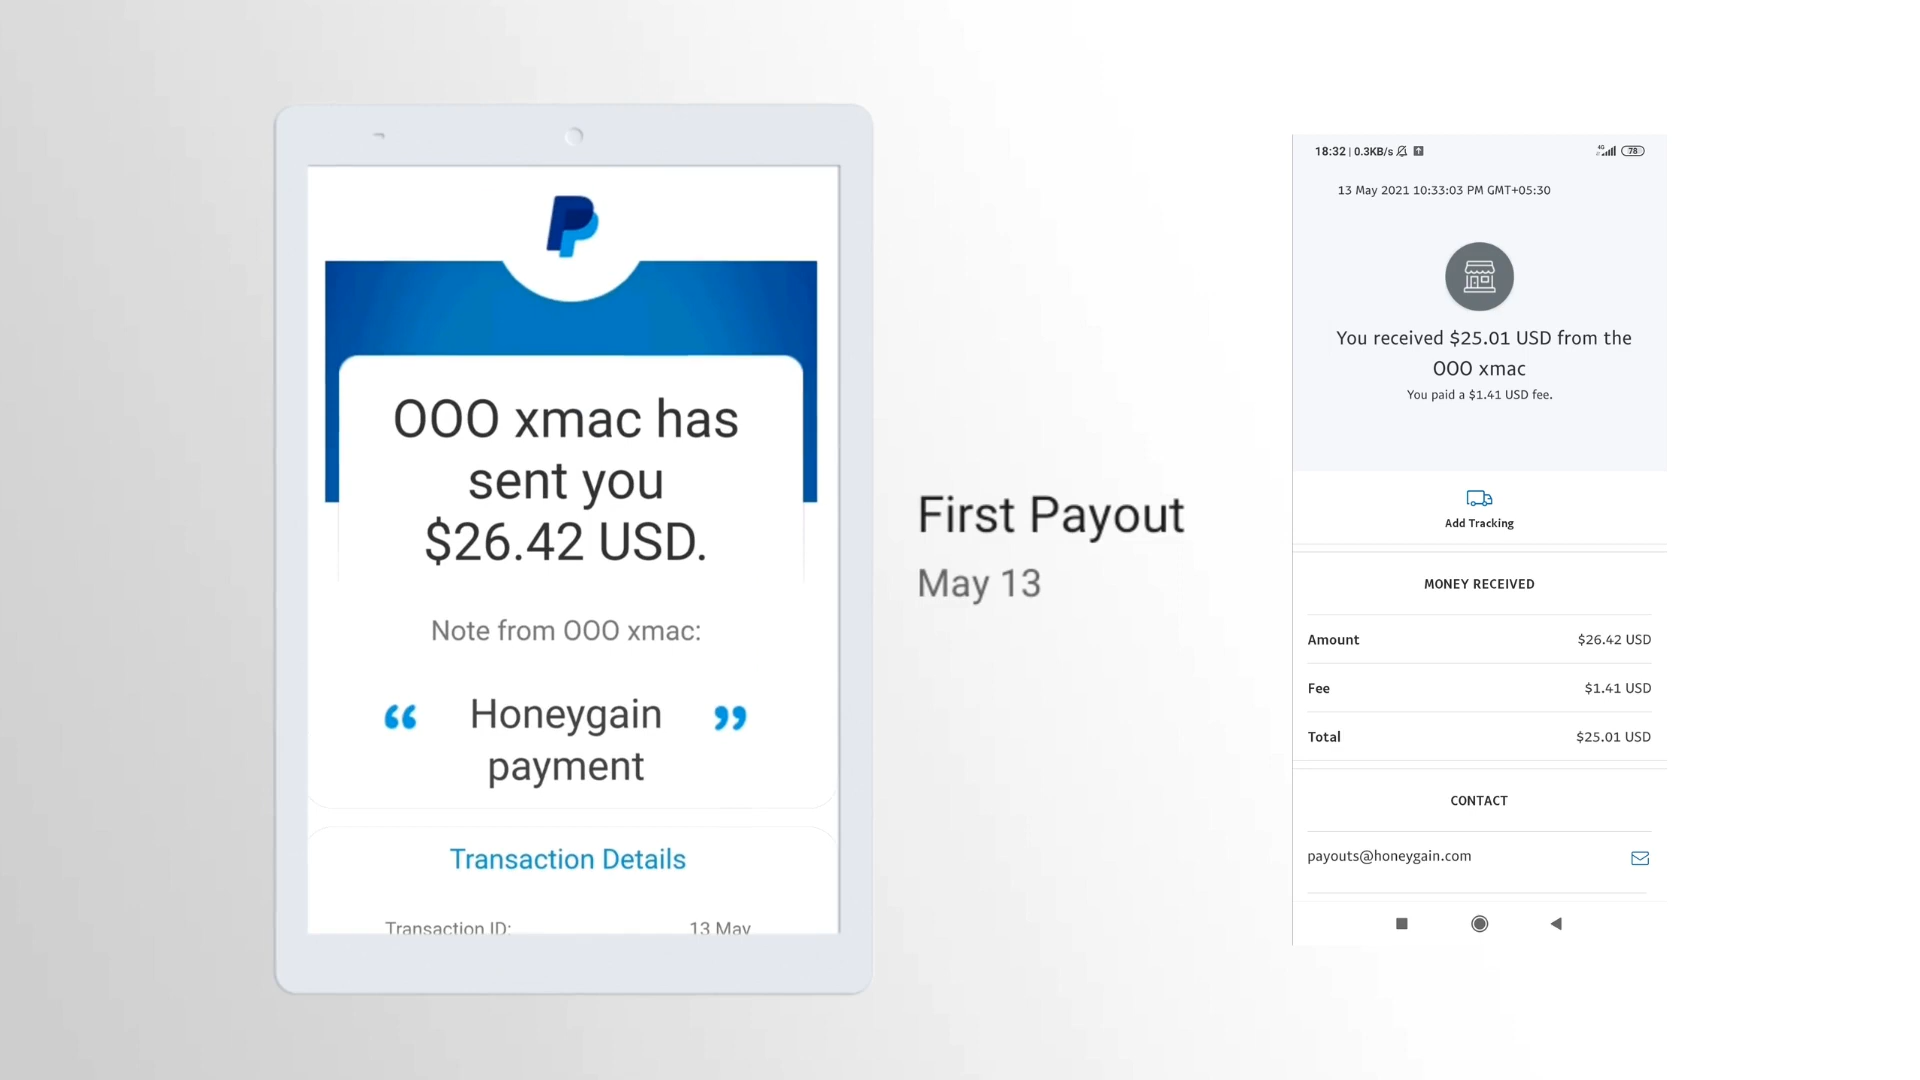 OOO xmac has
sent you
$26.42 USD.
Note from OOO xmac:
“ Honeygain ”
payment
Transaction Details
Transaction ID: 13 May
First Payout
May 13
18:32 | 0.3KB/s 4G 78
13 May 2021 10:33:03 PM GMT+05:30
You received $25.01 USD from the
OOO xmac
You paid a $1.41 USD fee.
Add Tracking
MONEY RECEIVED
Amount $26.42 USD
Fee $1.41 USD
Total $25.01 USD
CONTACT
payouts@honeygain.com